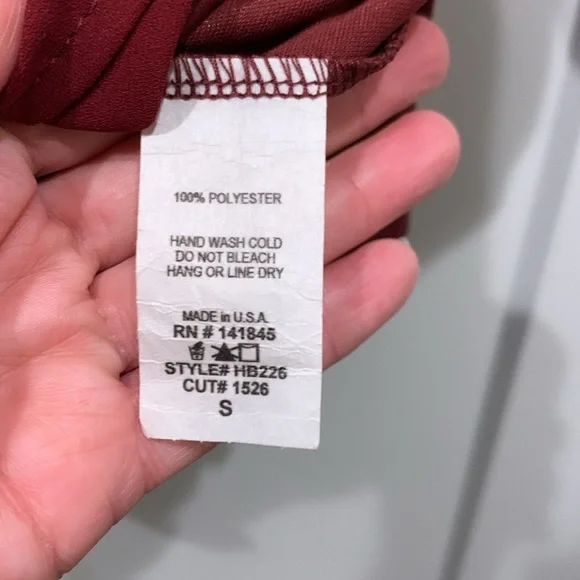 100% POLYESTER
HAND WASH COLD
DO NOT BLEACH
HANG OR LINE DRY
MADE in U.S.A.
RN # 141845
STYLE# HB226
CUT# 1526
S